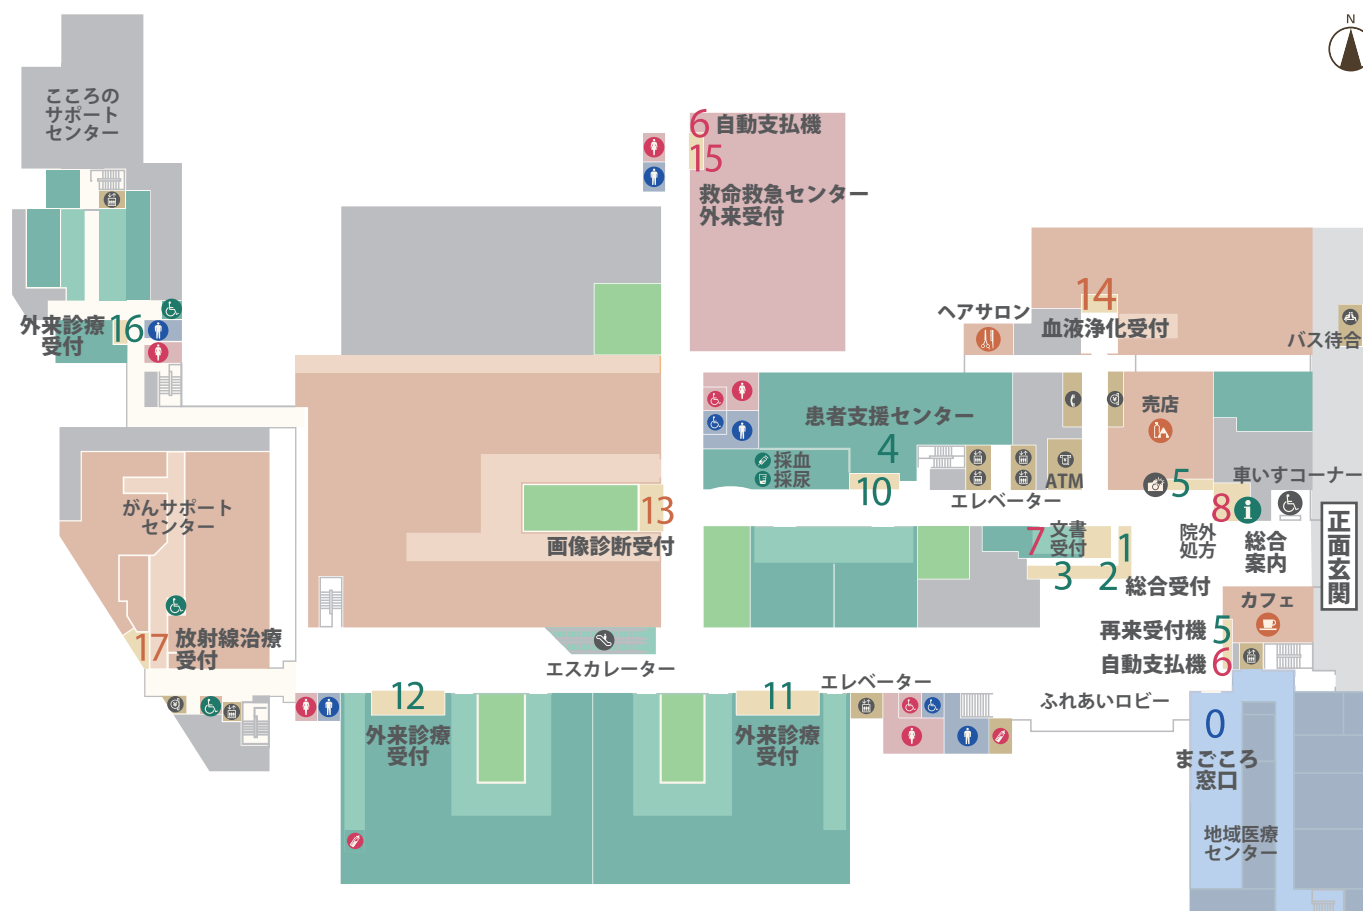 N
こころの
サポート
センター
6 自動支払機
15
救命救急センター
外来受付
14
血液浄化受付
ヘアサロン
バス待合
外来診療
受付
16
患者支援センター
4
売店
採血
採尿
10
エレベーター
ATM
5
車いすコーナー
8
i
院外
処方
総合
案内
正面玄関
がんサポート
センター
13
画像診断受付
7
文書
受付
1
3
2
総合受付
カフェ
再来受付機 5
自動支払機 6
17
放射線治療
受付
エスカレーター
12
外来診療
受付
11
外来診療
受付
エレベーター
ふれあいロビー
0
まごころ
窓口
地域医療
センター